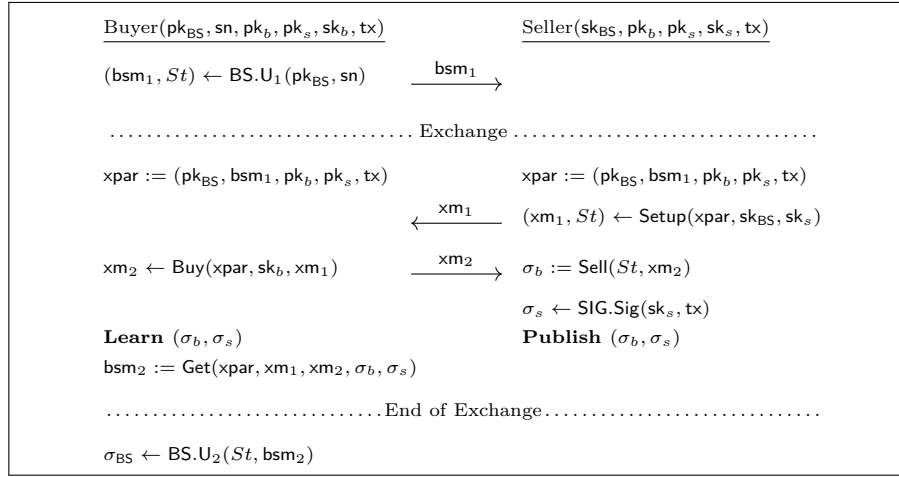 Buyer(pk_BS, sn, pk_b, pk_s, sk_b, tx) Seller(sk_BS, pk_b, pk_s, sk_s, tx)
(bsm_1, St) ← BS.U_1(pk_BS, sn) bsm_1
Exchange
xpar := (pk_BS, bsm_1, pk_b, pk_s, tx) xpar := (pk_BS, bsm_1, pk_b, pk_s, tx)
xm_1 (xm_1, St) ← Setup(xpar, sk_BS, sk_s)
xm_2 ← Buy(xpar, sk_b, xm_1) xm_2 σ_b := Sell(St, xm_2)
σ_s ← SIG.Sig(sk_s, tx)
Learn (σ_b, σ_s) Publish (σ_b, σ_s)
bsm_2 := Get(xpar, xm_1, xm_2, σ_b, σ_s)
End of Exchange
σ_BS ← BS.U_2(St, bsm_2)